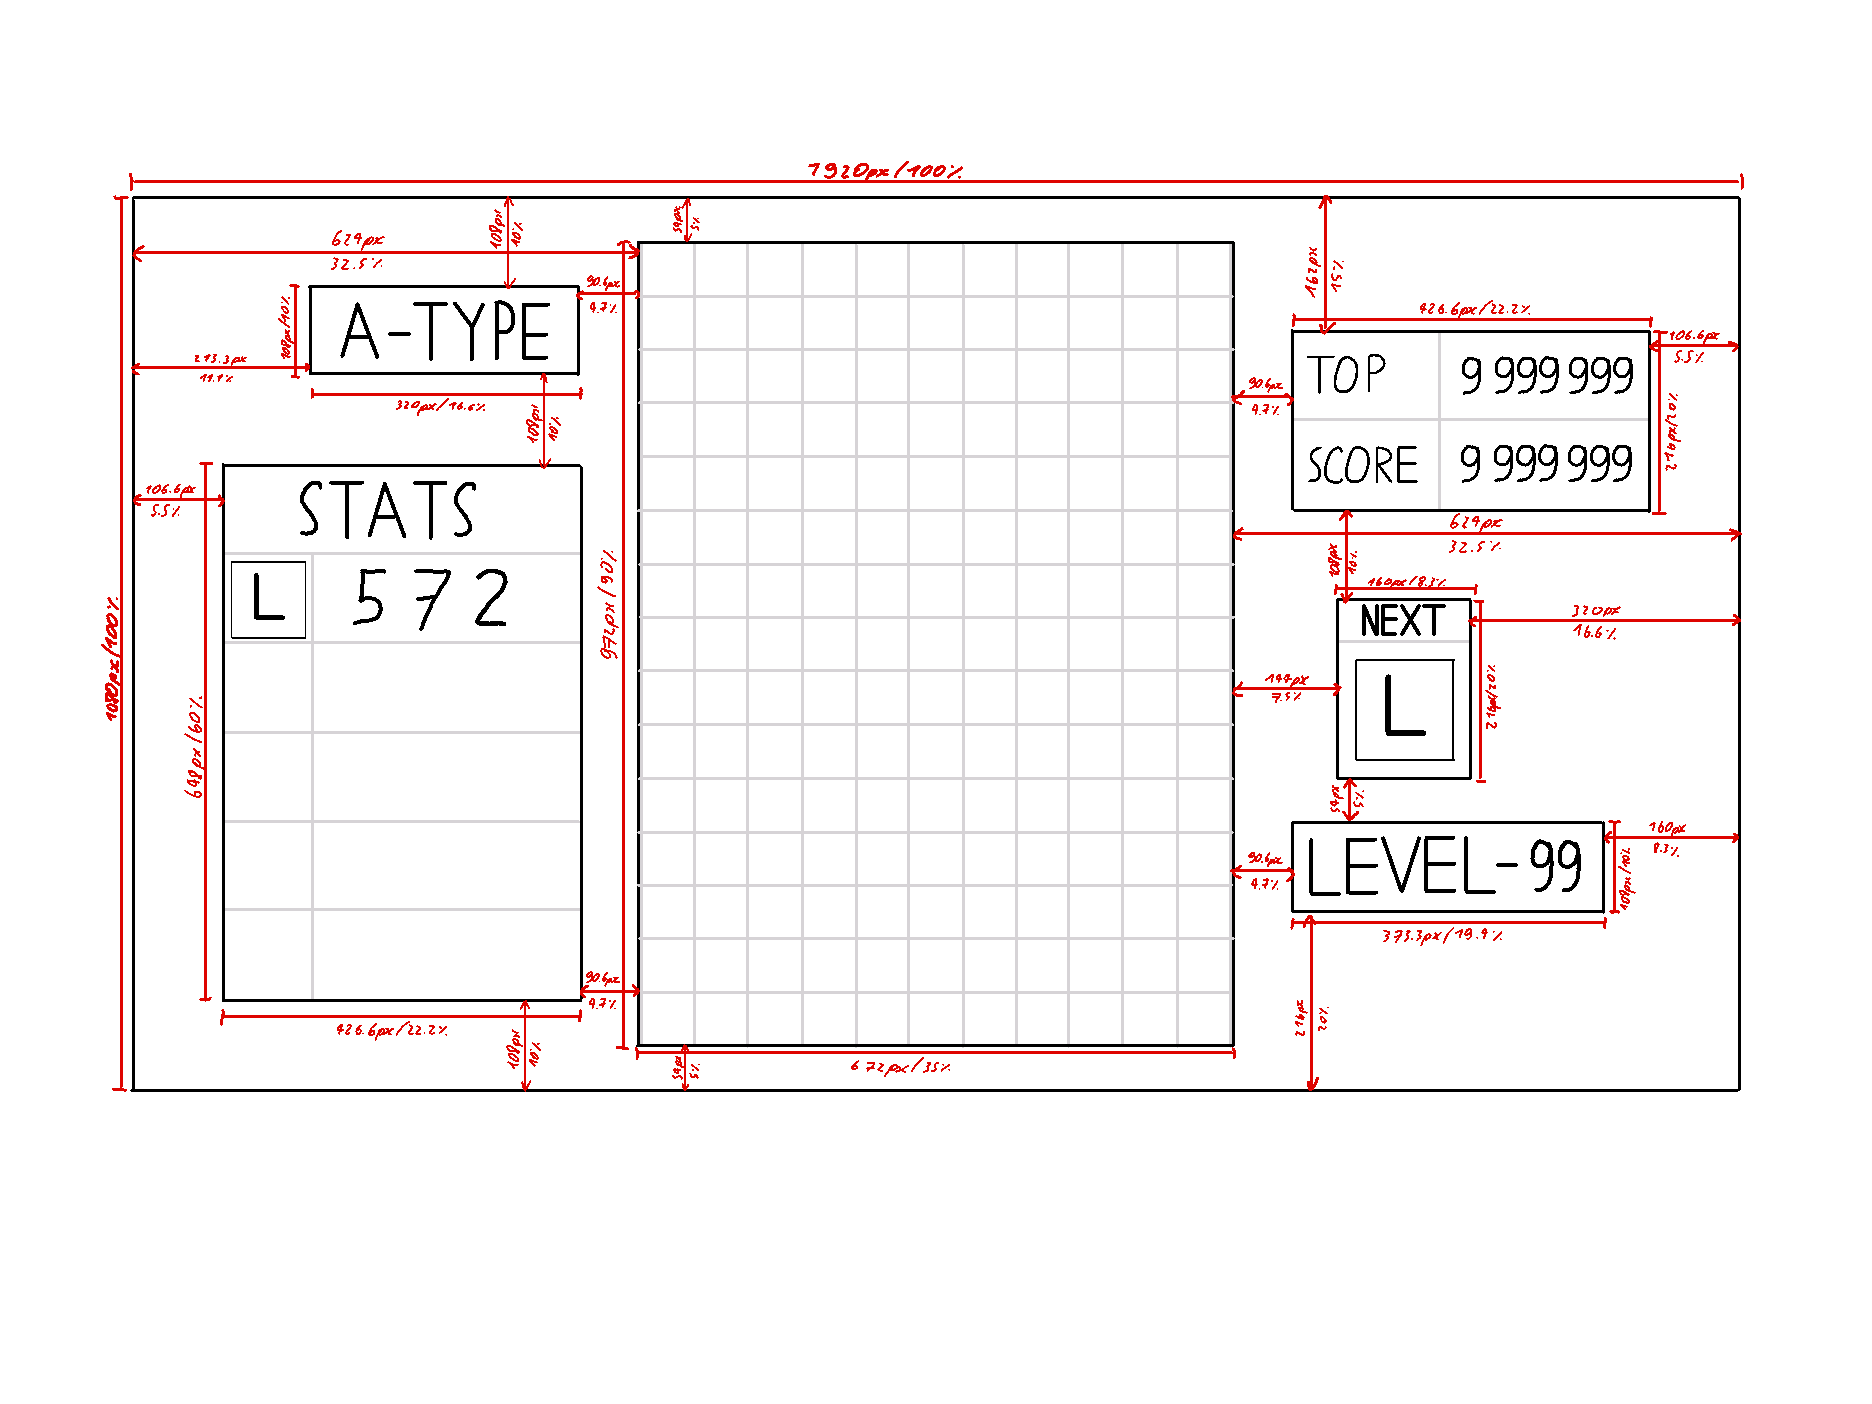 1920px/100%
108px
10%
54px
5%
624px
32.5%
162px
15%
90.6px
4.7%
426.6px/22.2%
A-TYPE
108px/10%
TOP
9 999 999
106.6px
5.5%
213.3px
11.1%
320px/16.6%
90.6px
4.7%
216px/20%
108px
10%
SCORE
9 999 999
STATS
106.6px
5.5%
624px
32.5%
L
572
972px/90%
108px
10%
160px/8.3%
1080px/100%
NEXT
320px
16.6%
L
144px
7.5%
216px/20%
648px/60%
54px
5%
LEVEL-99
160px
8.3%
90.6px
4.7%
108px/10%
373.3px/19.4%
90.6px
4.7%
426.6px/22.2%
108px
10%
216px
20%
54px
5%
672px/35%